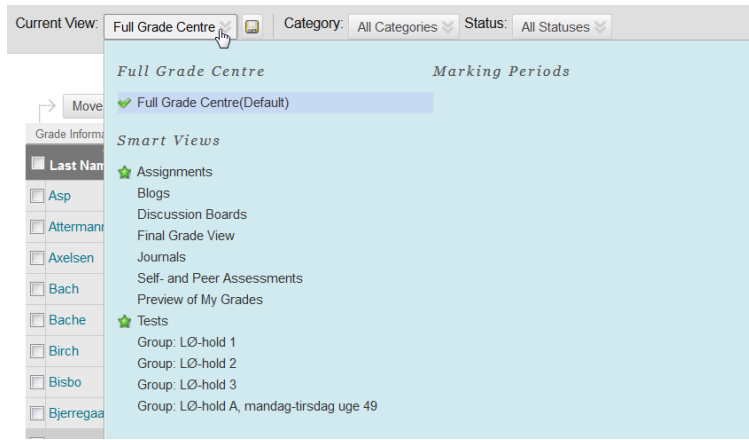 Current View: Full Grade Centre Category: All Categories Status: All Statuses
Full Grade Centre
Marking Periods
Full Grade Centre(Default)
Smart Views
Assignments
Blogs
Discussion Boards
Final Grade View
Journals
Self- and Peer Assessments
Preview of My Grades
Tests
Group: LØ-hold 1
Group: LØ-hold 2
Group: LØ-hold 3
Group: LØ-hold A, mandag-tirsdag uge 49
Move
Grade Informa
Last Nam
Asp
Attermann
Axelsen
Bach
Bache
Birch
Bisbo
Bjerregaa